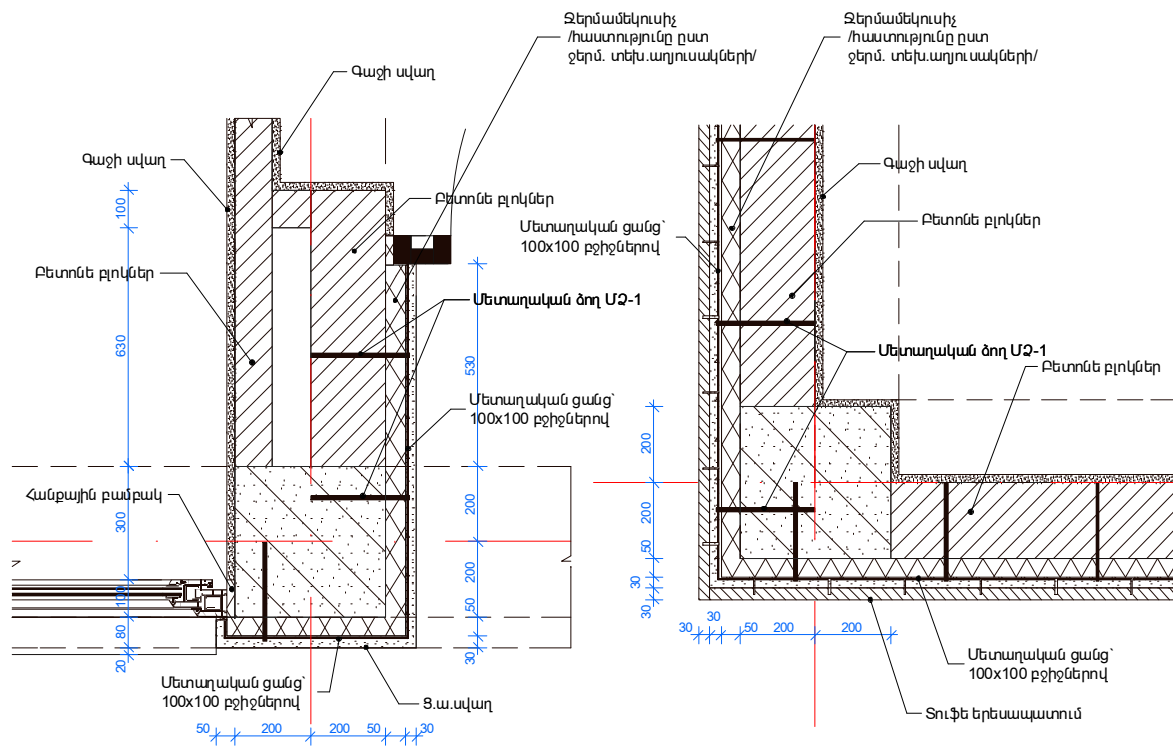 Ջերմամեկուսիչ
/հաստությունը ըստ
ջերմ. տեխ.աղյուսակների/
Գաջի սվաղ
Գաջի սվաղ
Բետոնե բլոկներ
Բետոնե բլոկներ
Մետաղական ձող ՄՁ-1
Մետաղական ցանց՝
100x100 բջիջներով
Հանքային բամբակ
Մետաղական ցանց՝
100x100 բջիջներով
Ց.ա.սվաղ
100
630
300
100
80
20
530
200
200
50
30
50
200
200
50
30
Ջերմամեկուսիչ
/հաստությունը ըստ
ջերմ. տեխ.աղյուսակների/
Գաջի սվաղ
Բետոնե բլոկներ
Մետաղական ցանց՝
100x100 բջիջներով
Մետաղական ձող ՄՁ-1
Բետոնե բլոկներ
200
200
50
30
30
30
30
50
200
200
Մետաղական ցանց՝
100x100 բջիջներով
Տուֆե երեսապատում